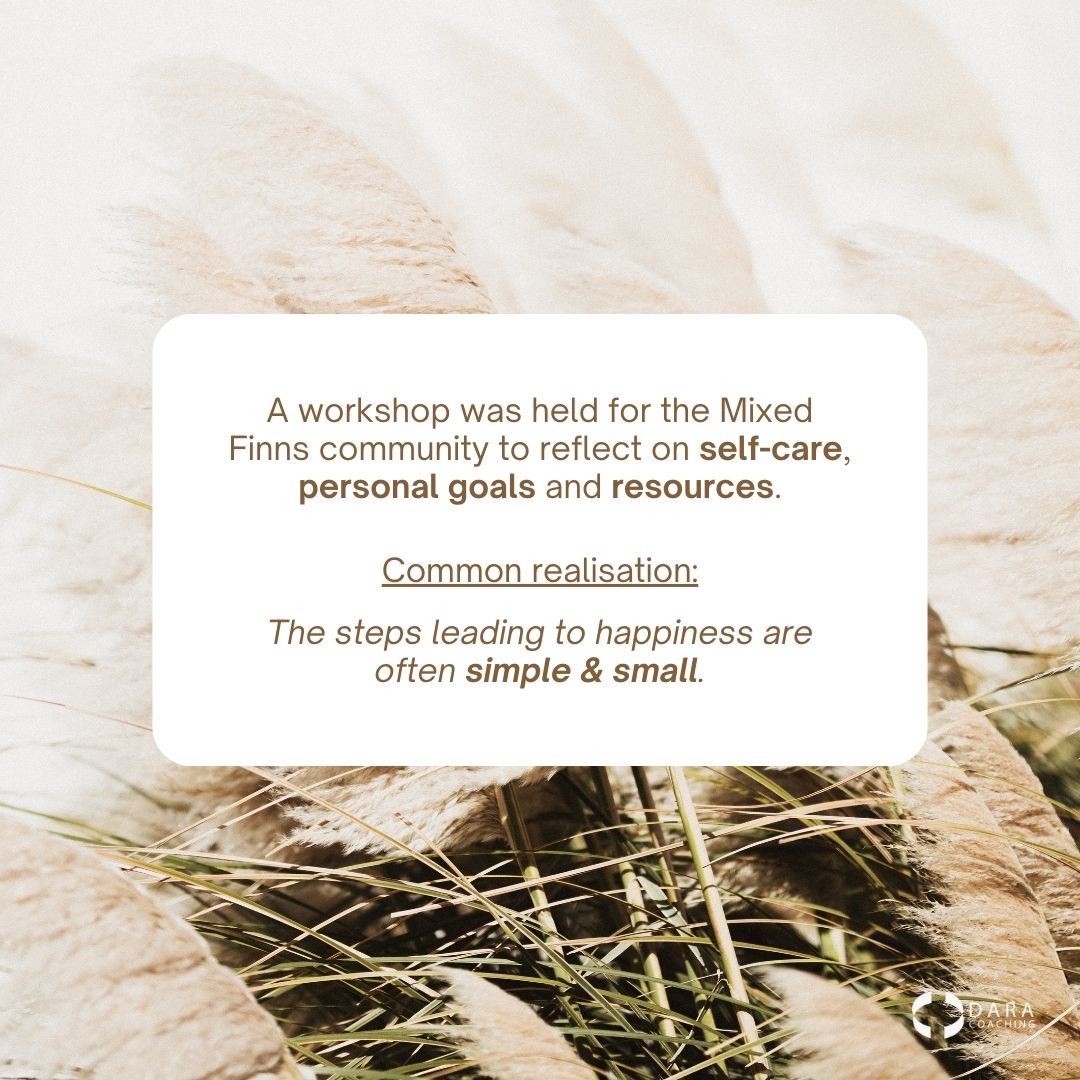 A workshop was held for the Mixed
Finns community to reflect on self-care,
personal goals and resources.
Common realisation:
The steps leading to happiness are
often simple & small.
DARA
COACHING